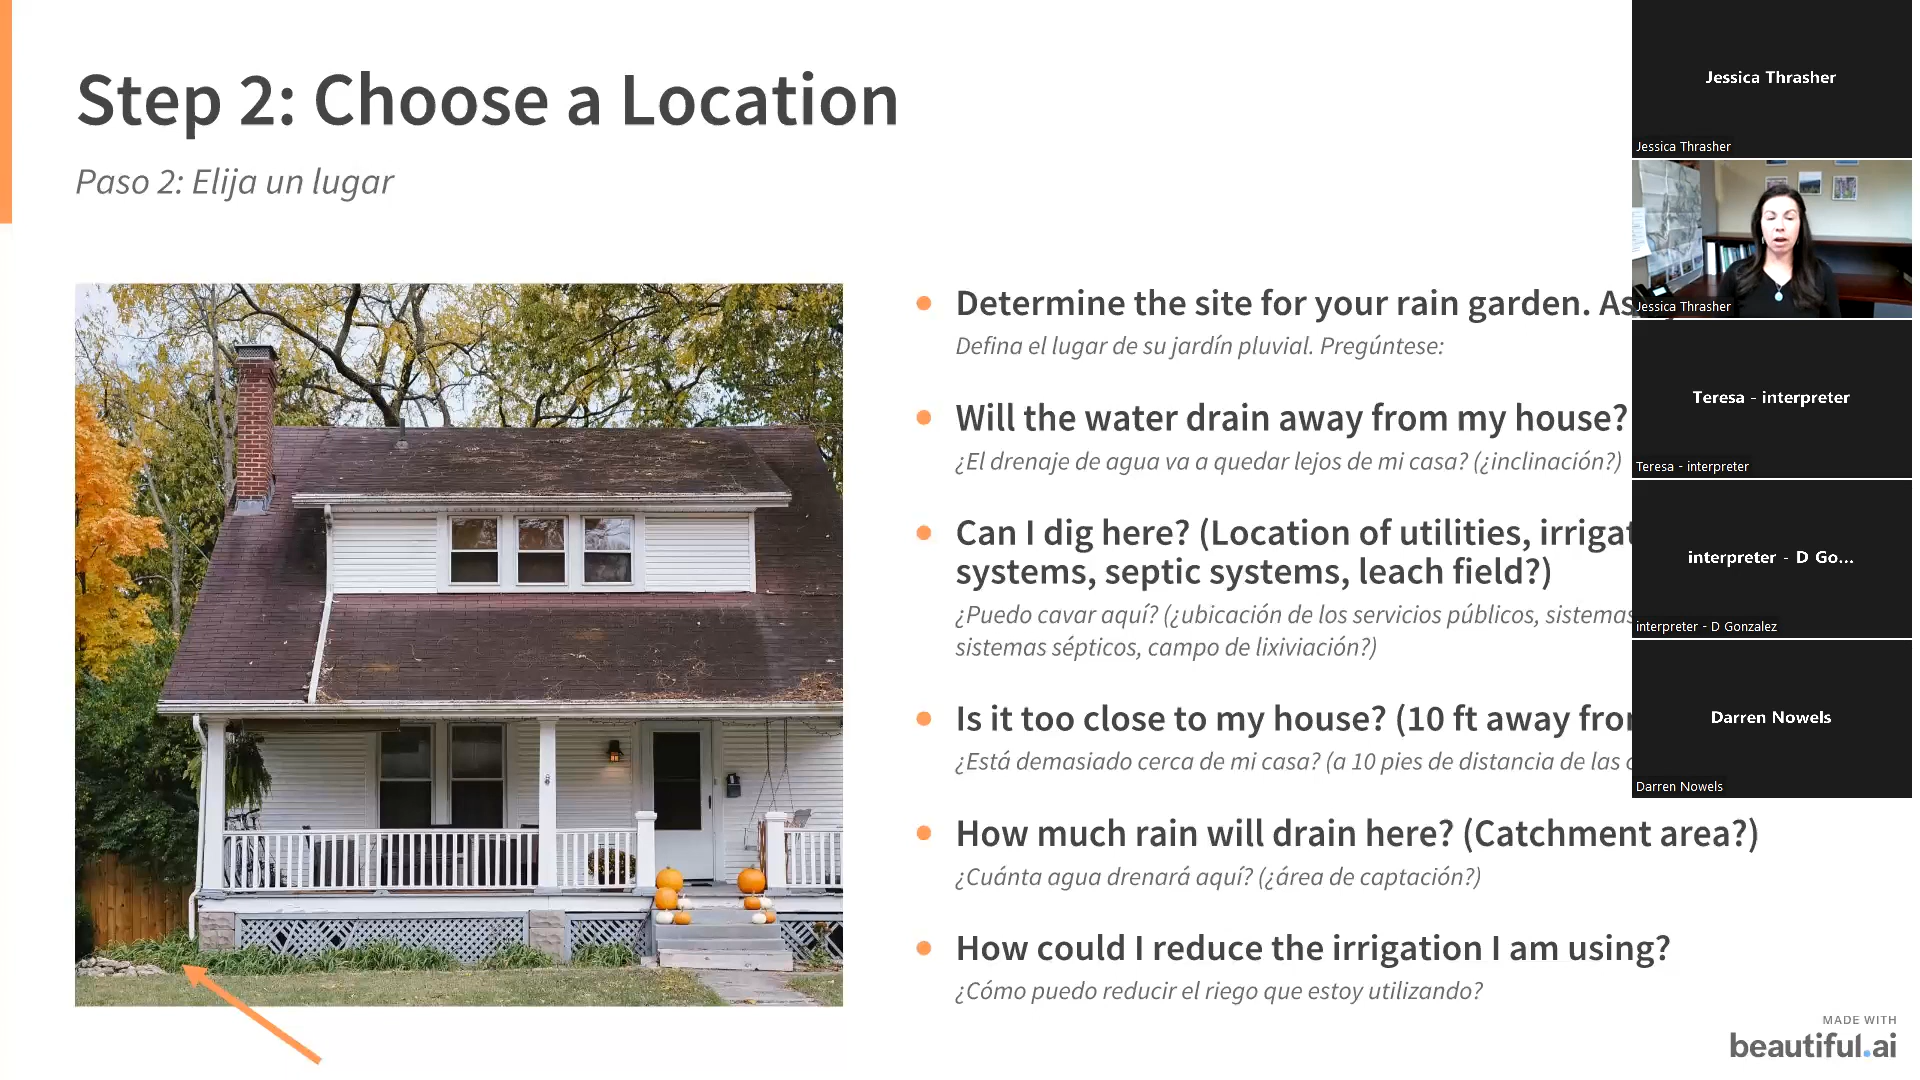 Step 2: Choose a Location
Paso 2: Elija un lugar
Determine the site for your rain garden. As
Defina el lugar de su jardín pluvial. Pregúntese:
Will the water drain away from my house?
¿El drenaje de agua va a quedar lejos de mi casa? (¿inclinación?)
Can I dig here? (Location of utilities, irrigat
systems, septic systems, leach field?)
¿Puedo cavar aquí? (¿ubicación de los servicios públicos, sistemas
sistemas sépticos, campo de lixiviación?)
Is it too close to my house? (10 ft away from
¿Está demasiado cerca de mi casa? (a 10 pies de distancia de las
How much rain will drain here? (Catchment area?)
¿Cuánta agua drenará aquí? (¿área de captación?)
How could I reduce the irrigation I am using?
¿Cómo puedo reducir el riego que estoy utilizando?
MADE WITH
beautiful.ai
Jessica Thrasher
Jessica Thrasher
Jessica Thrasher
Teresa - interpreter
Teresa - interpreter
interpreter - D Go...
interpreter - D Gonzalez
Darren Nowels
Darren Nowels